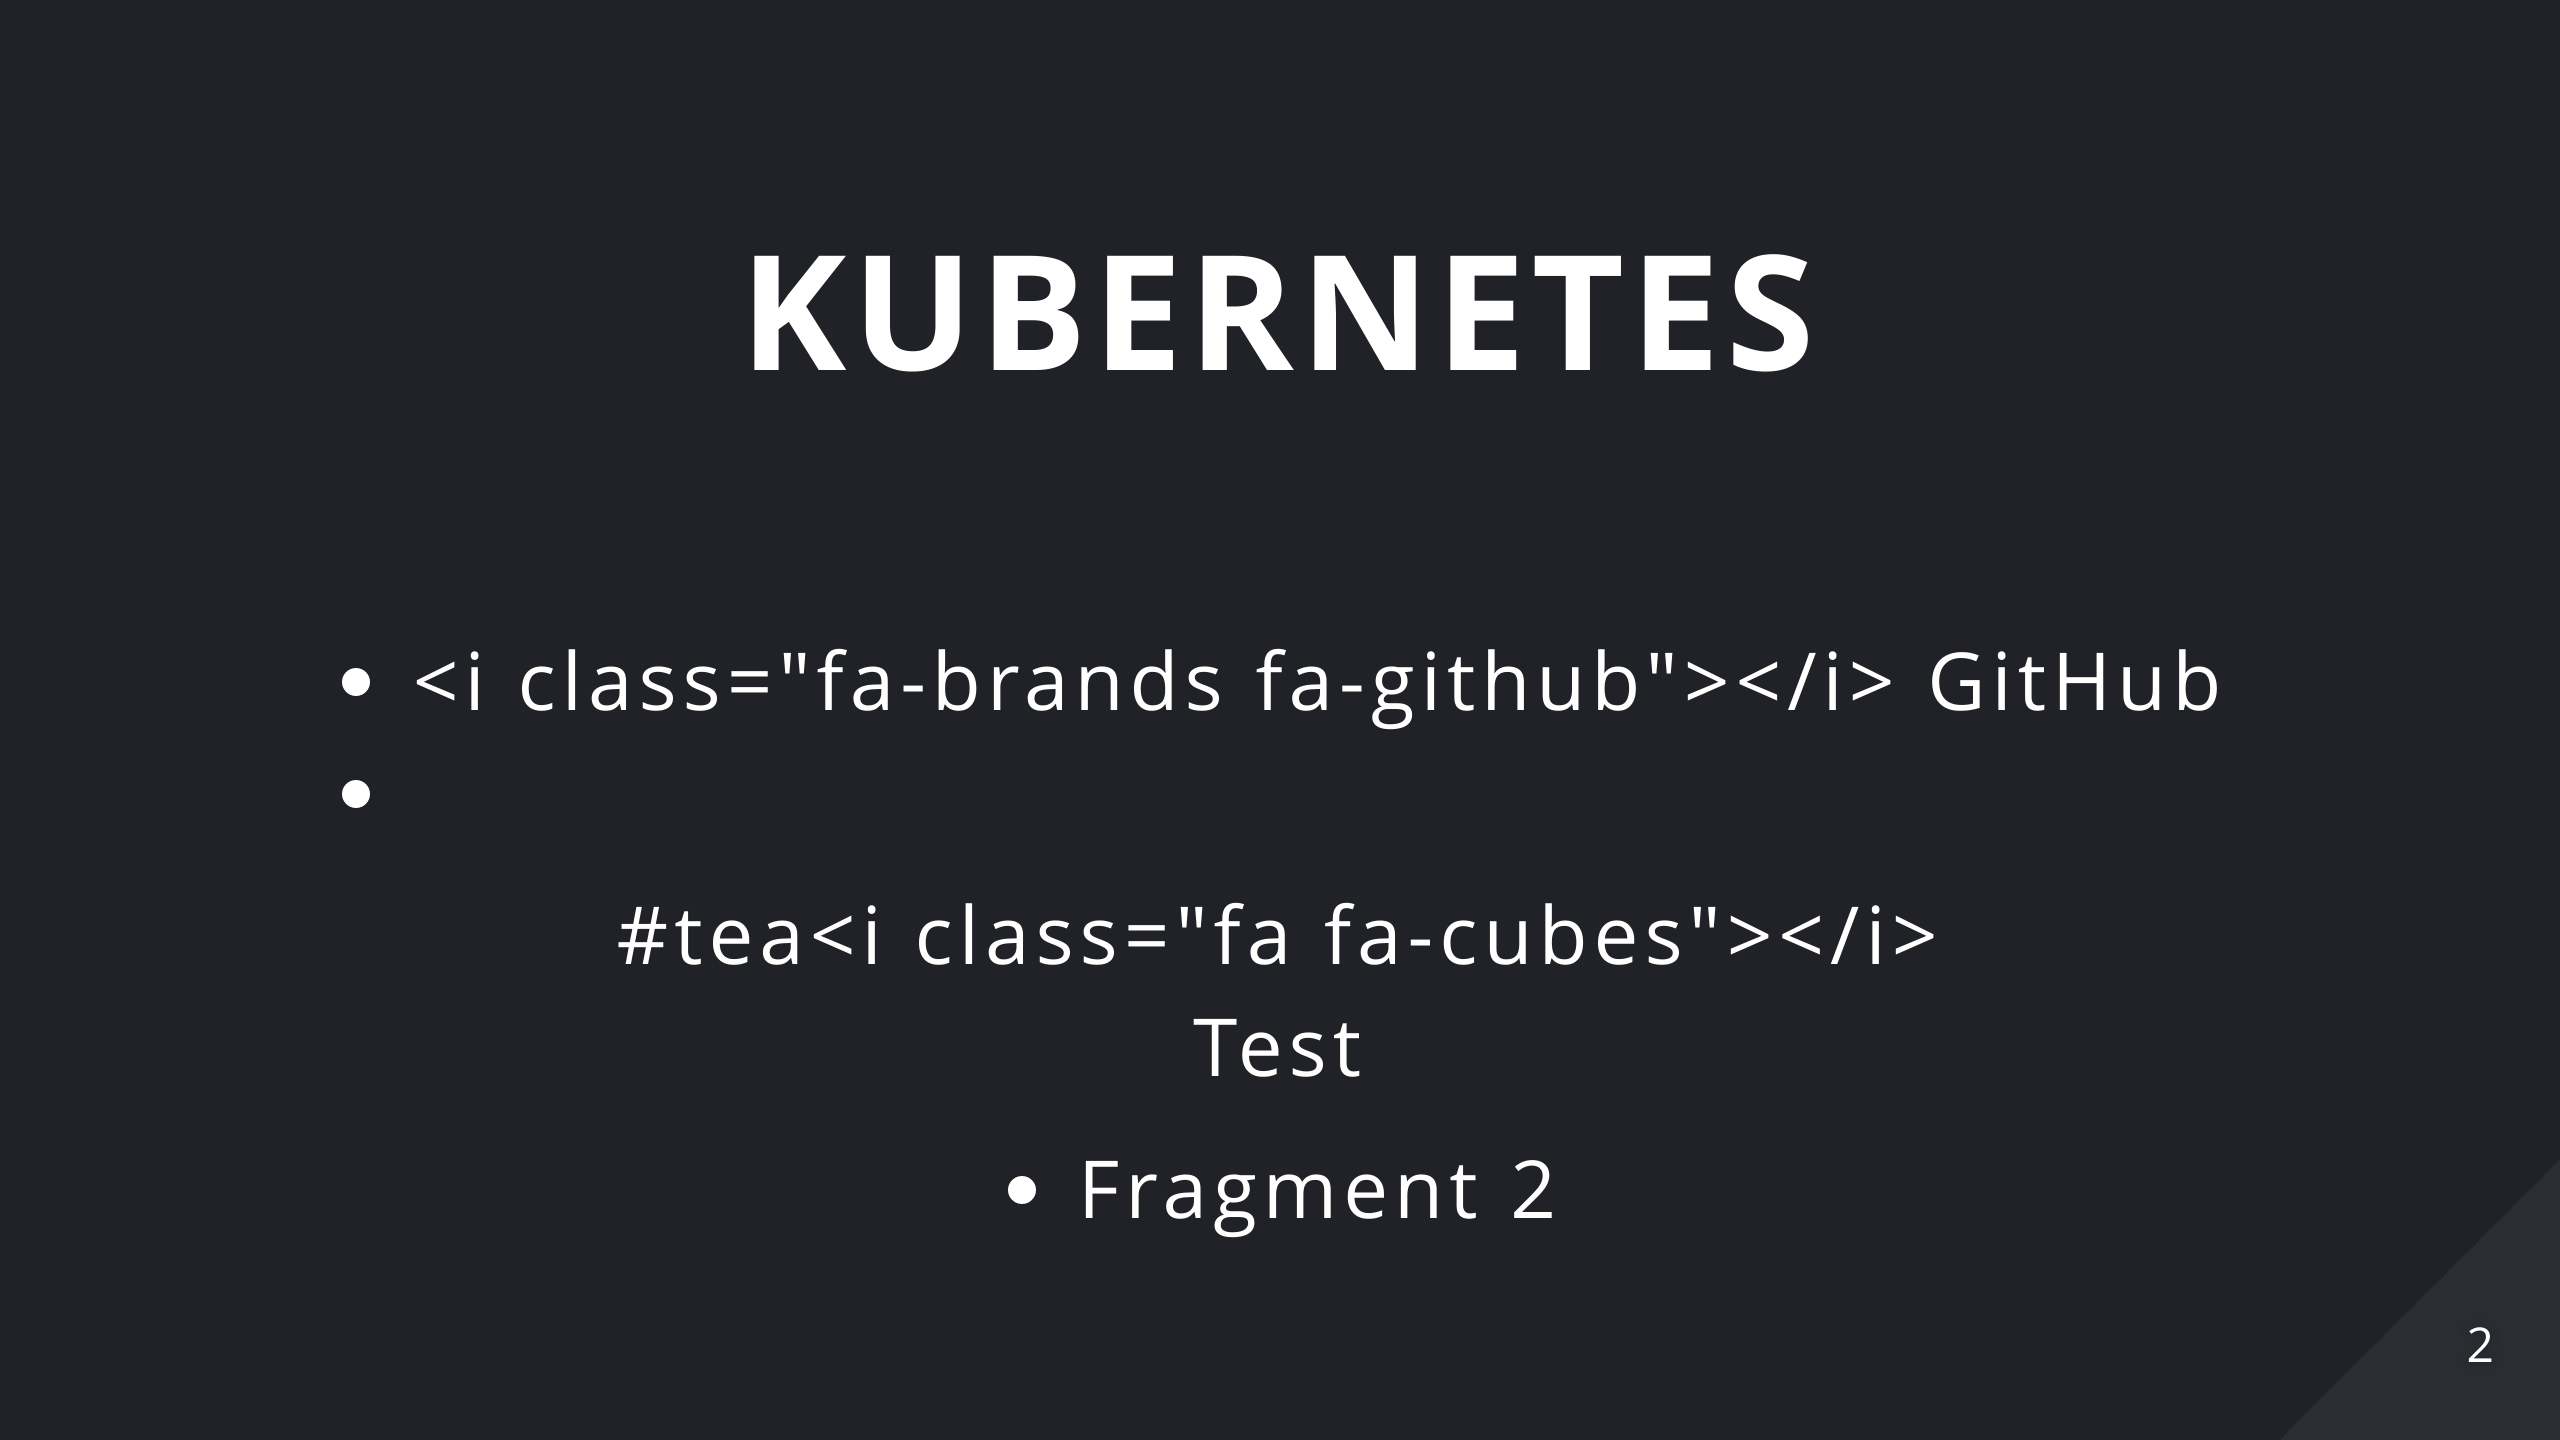 KUBERNETES
<i class="fa-brands fa-github"></i> GitHub
#tea<i class="fa fa-cubes"></i>
Test
Fragment 2
2